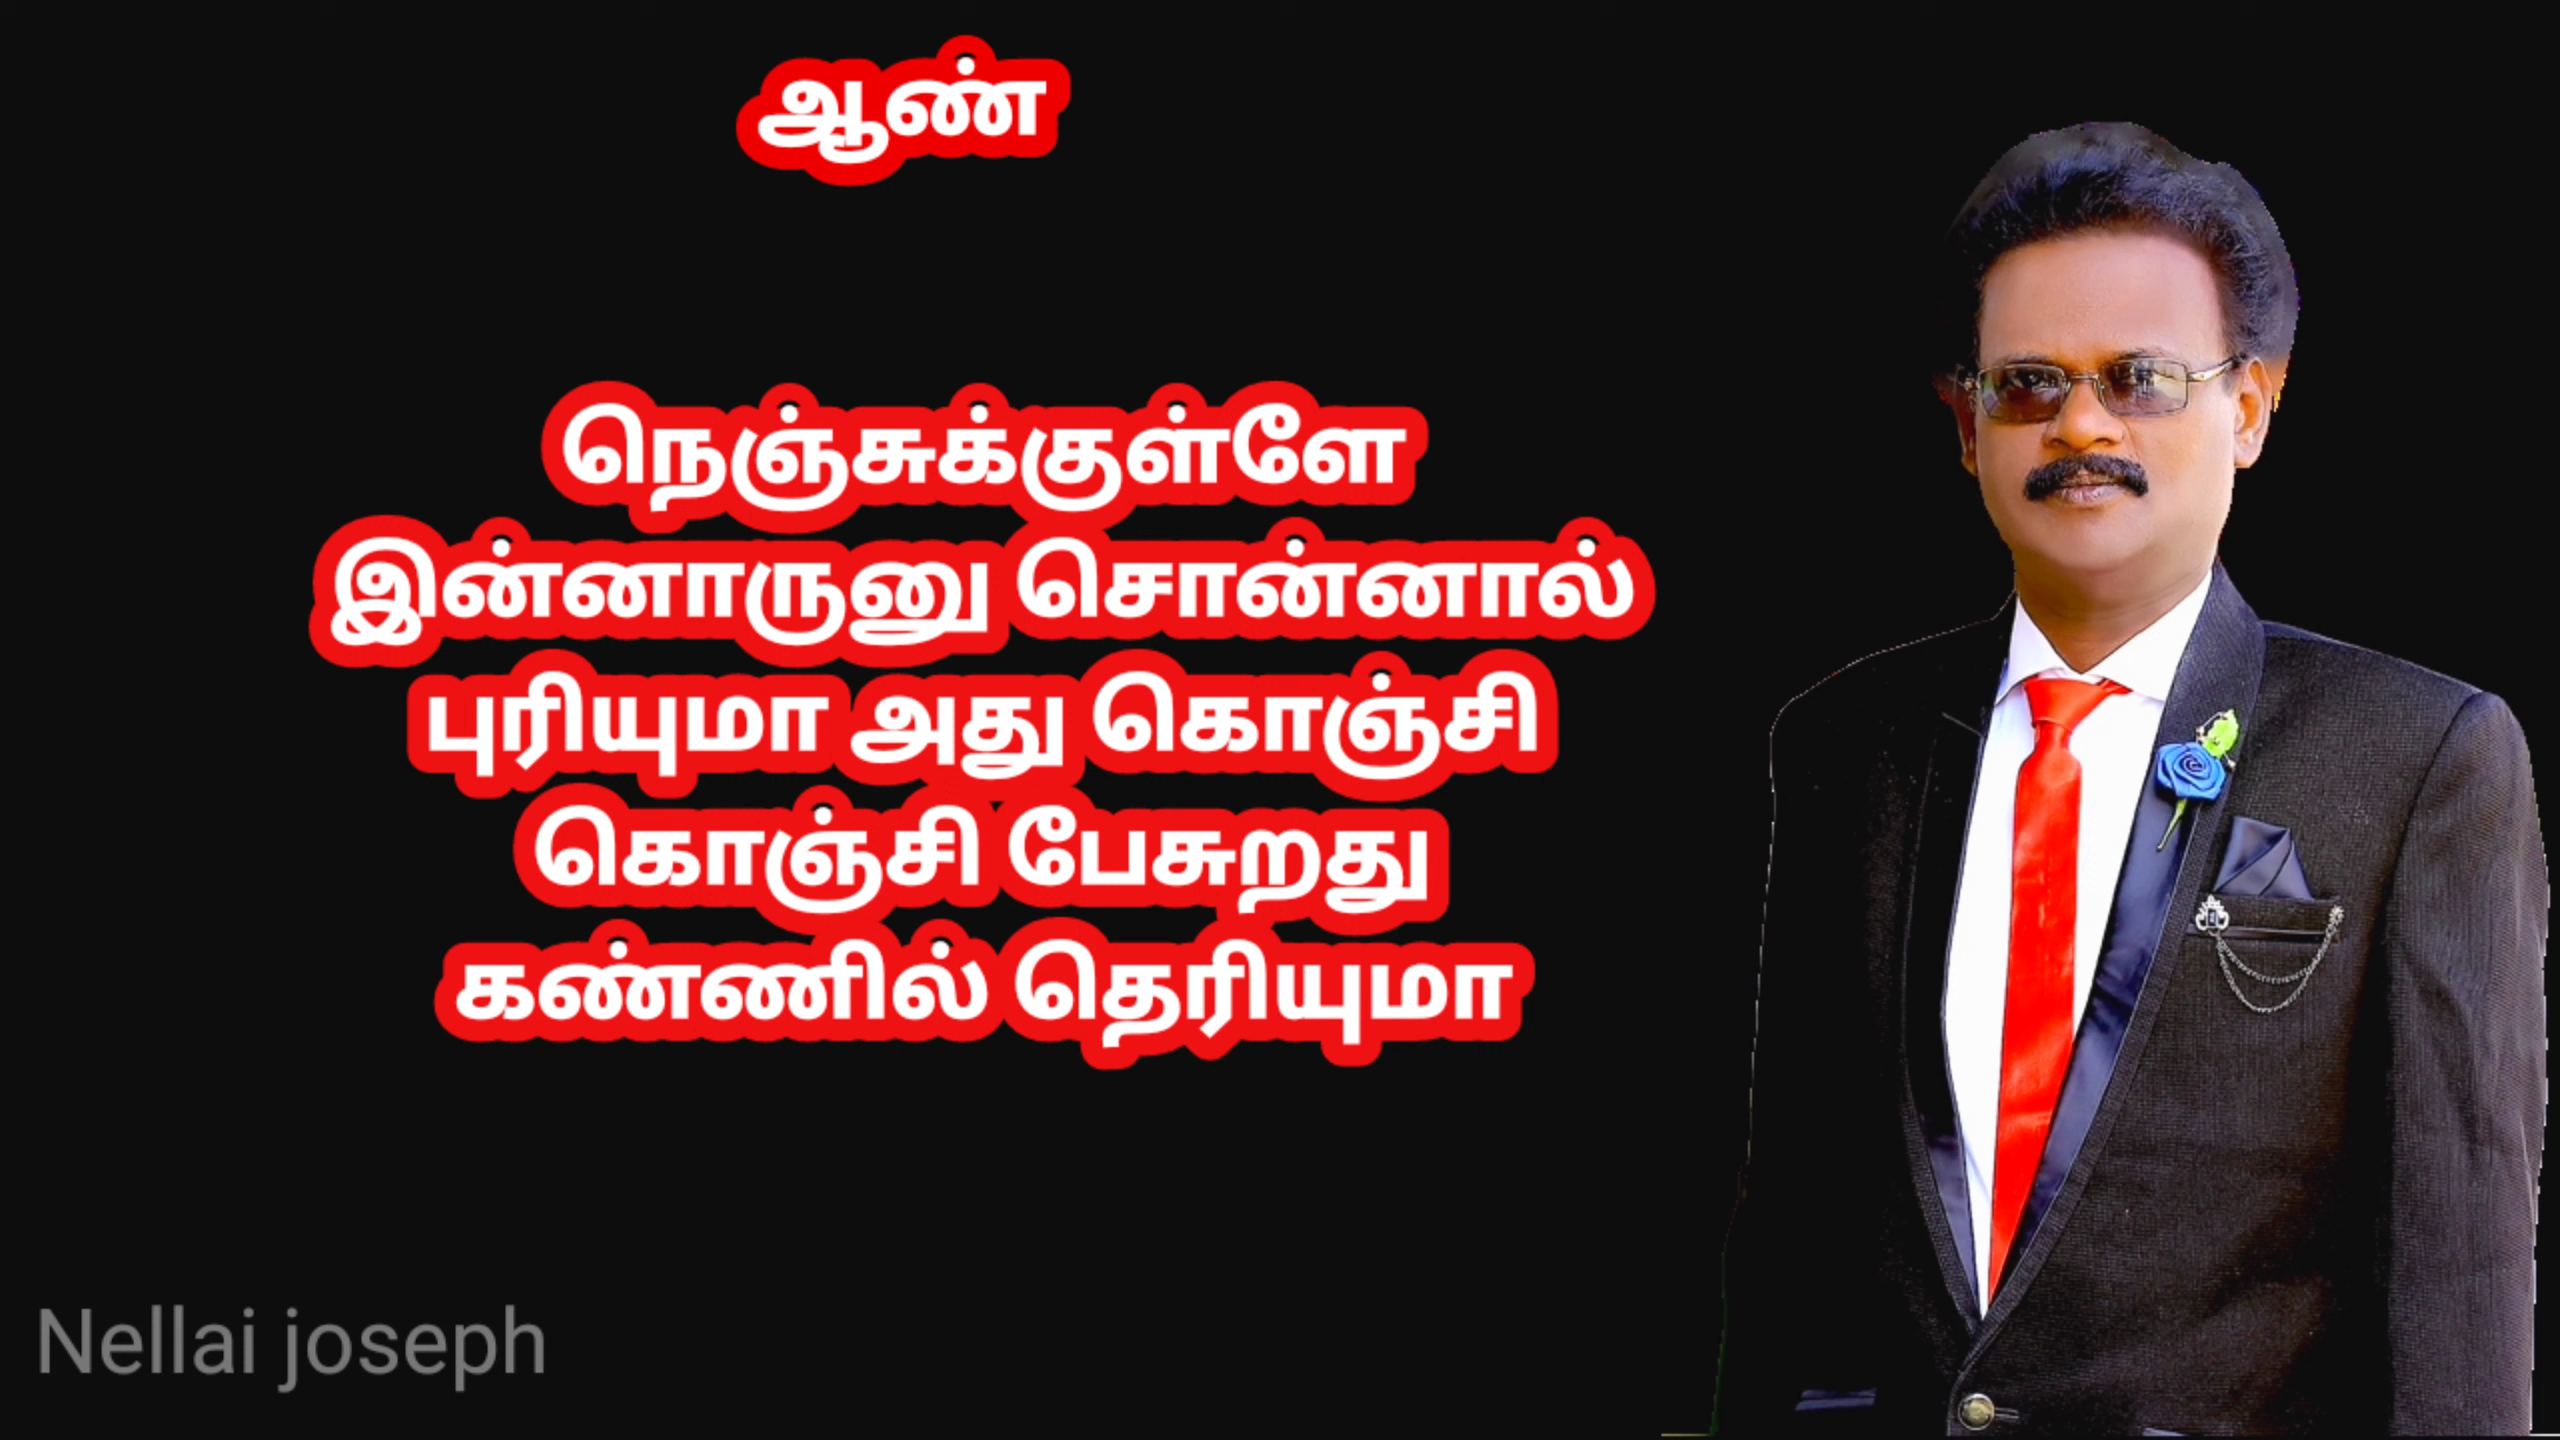 ஆண்
நெஞ்சுக்குள்ளே
இன்னாருனு சொன்னால்
புரியுமா அது கொஞ்சி
கொஞ்சி பேசுறது
கண்ணில் தெரியுமா
Nellai joseph